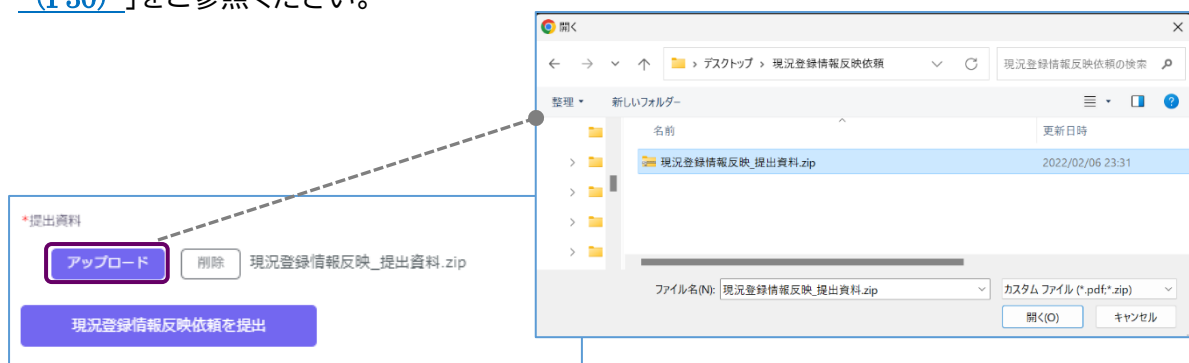 （P30）」をご参照ください。
開く
デスクトップ › 現況登録情報反映依頼
現況登録情報反映依頼の検索
整理
新しいフォルダー
名前
更新日時
現況登録情報反映_提出資料.zip
2022/02/06 23:31
ファイル名(N):
現況登録情報反映_提出資料.zip
カスタム ファイル (*.pdf;*.zip)
開く(O)
キャンセル
*提出資料
アップロード
削除
現況登録情報反映_提出資料.zip
現況登録情報反映依頼を提出